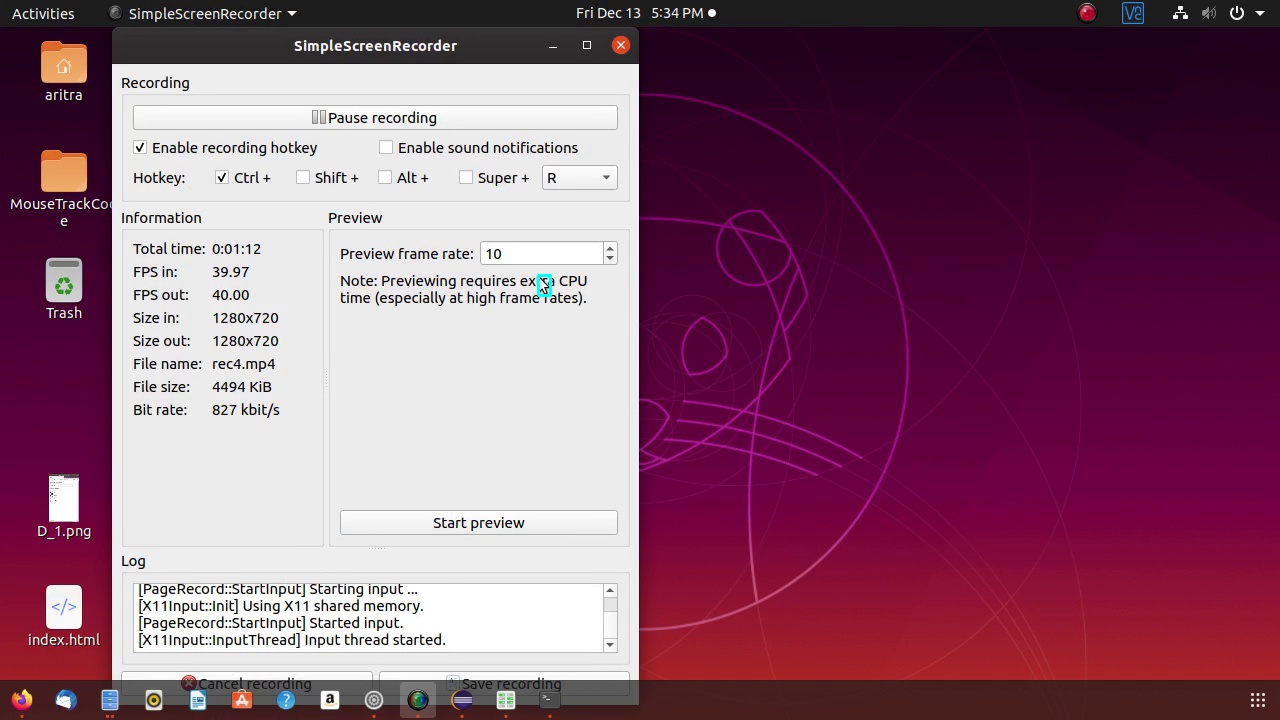 Activities
SimpleScreenRecorder
Fri Dec 13 5:34 PM
aritra
MouseTrackCod
e
Trash
D_1.png
index.html
SimpleScreenRecorder
Recording
Pause recording
Enable recording hotkey
Enable sound notifications
Hotkey: Ctrl + Shift + Alt + Super + R
Information
Total time: 0:01:12
FPS in: 39.97
FPS out: 40.00
Size in: 1280x720
Size out: 1280x720
File name: rec4.mp4
File size: 4494 KiB
Bit rate: 827 kbit/s
Preview
Preview frame rate: 10
Note: Previewing requires extra CPU
time (especially at high frame rates).
Start preview
Log
[PageRecord::StartInput] Starting input ...
[X11Input::Init] Using X11 shared memory.
[PageRecord::StartInput] Started input.
[X11Input::InputThread] Input thread started.
Cancel recording
Save recording